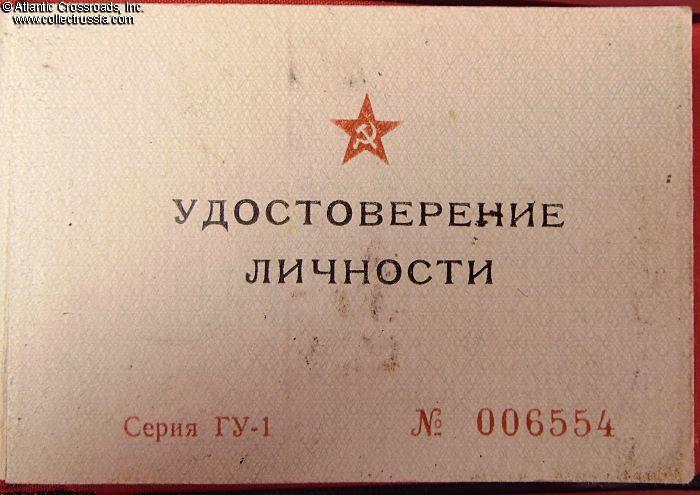 © Atlantic Crossroads, Inc.
www.collectrussia.com
УДОСТОВЕРЕНИЕ
ЛИЧНОСТИ
Серия ГУ-1 № 006554